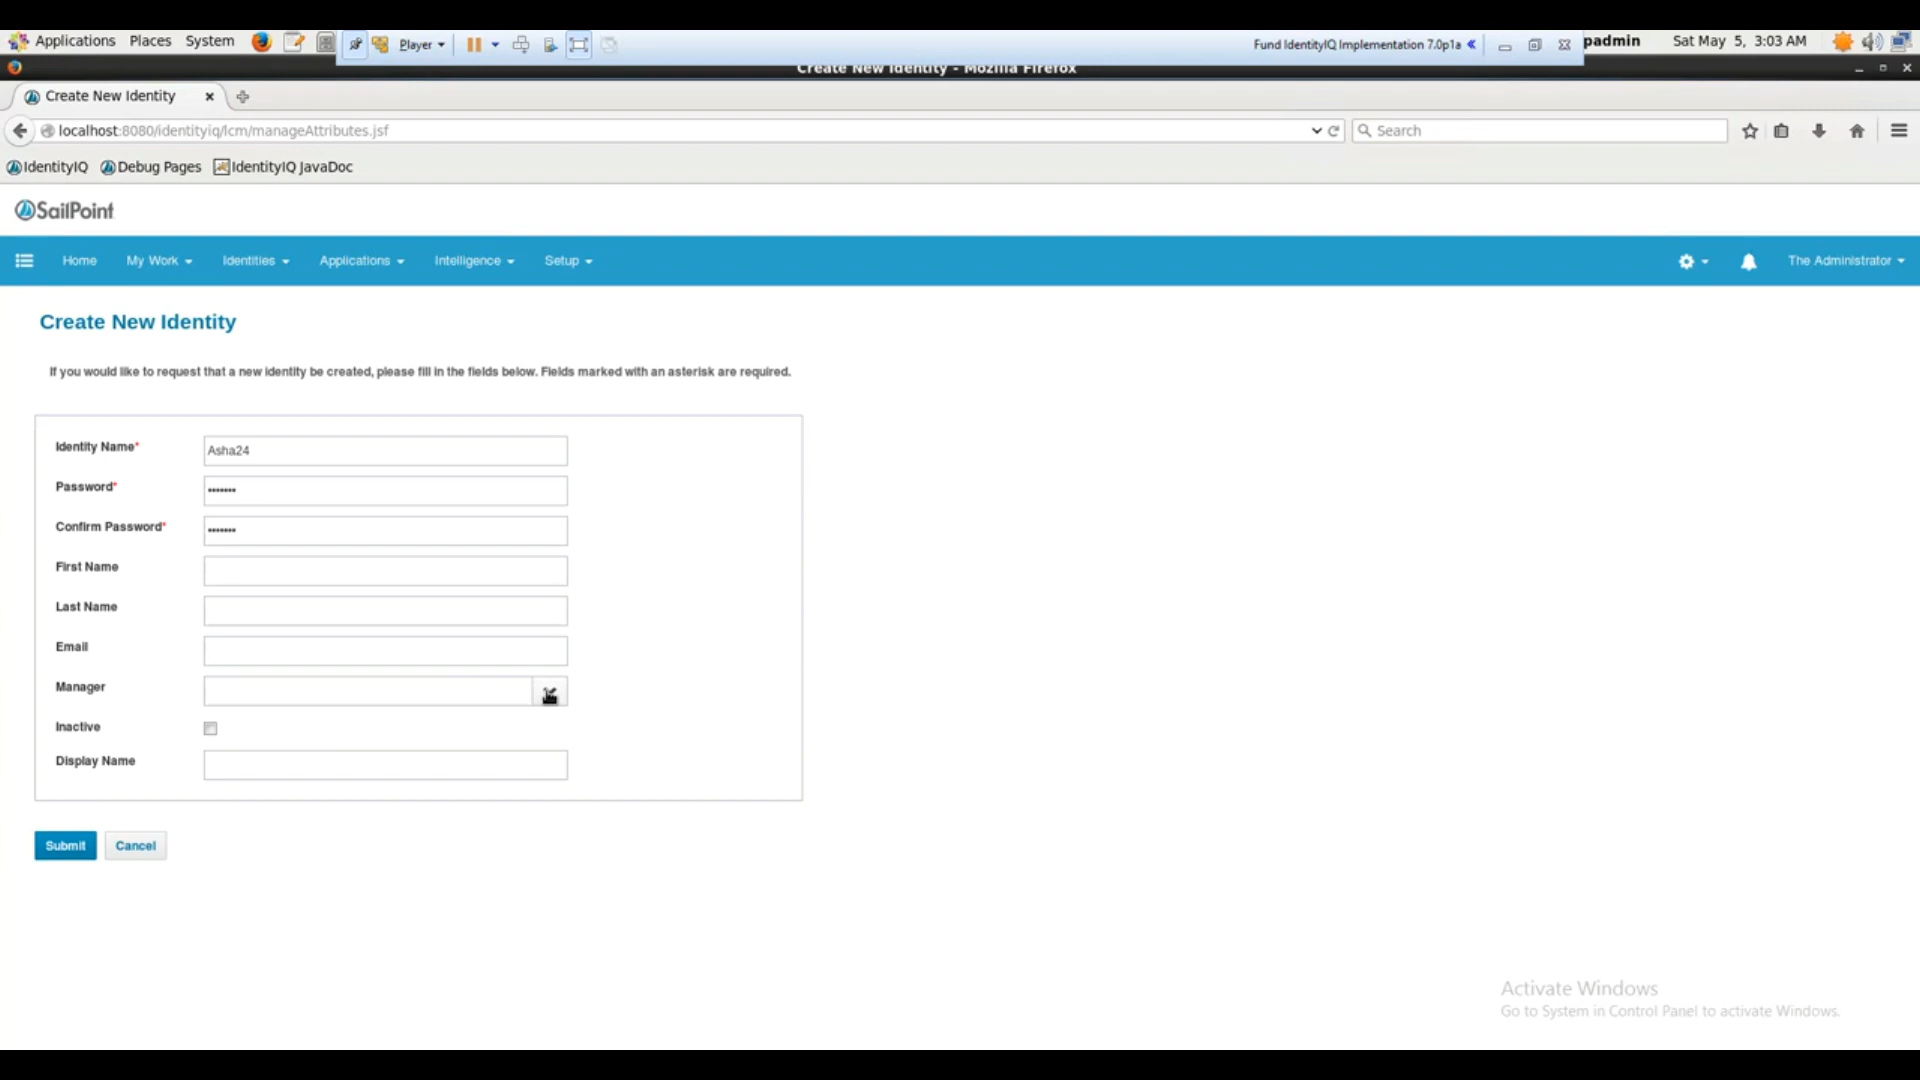 Applications Places System Player Fund IdentityIQ Implementation 7.0p1a padmin Sat May 5, 3:03 AM
Create New Identity - Mozilla Firefox
Create New Identity
localhost:8080/identityiq/lcm/manageAttributes.jsf Search
IdentityIQ Debug Pages IdentityIQ JavaDoc
SailPoint
Home My Work Identities Applications Intelligence Setup The Administrator
Create New Identity
If you would like to request that a new identity be created, please fill in the fields below. Fields marked with an asterisk are required.
Identity Name* Asha24
Password* •••••••
Confirm Password* •••••••
First Name
Last Name
Email
Manager
Inactive
Display Name
Submit Cancel
Activate Windows
Go to System in Control Panel to activate Windows.